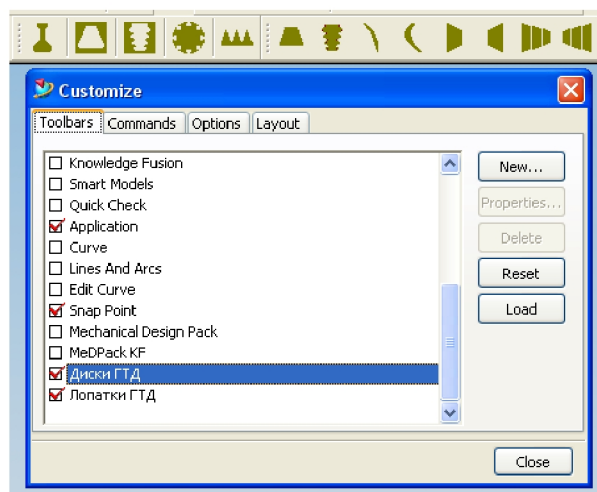 Customize
Toolbars Commands Options Layout
Knowledge Fusion
Smart Models
Quick Check
Application
Curve
Lines And Arcs
Edit Curve
Snap Point
Mechanical Design Pack
MeDPack KF
Диски ГТД
Лопатки ГТД
New...
Properties...
Delete
Reset
Load
Close